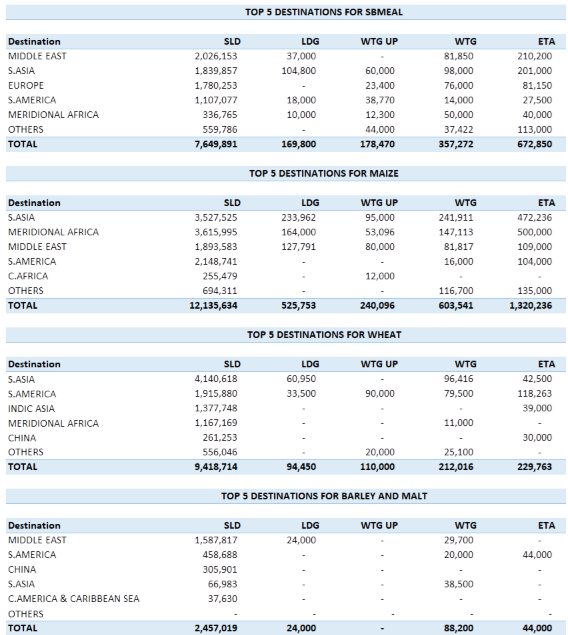 TOP 5 DESTINATIONS FOR SBMEAL
Destination SLD LDG WTG UP WTG ETA
MIDDLE EAST 2,026,153 37,000 - 81,850 210,200
S.ASIA 1,839,857 104,800 60,000 98,000 201,000
EUROPE 1,780,253 - 23,400 76,000 81,150
S.AMERICA 1,107,077 18,000 38,770 14,000 27,500
MERIDIONAL AFRICA 336,765 10,000 12,300 50,000 40,000
OTHERS 559,786 - 44,000 37,422 113,000
TOTAL 7,649,891 169,800 178,470 357,272 672,850
TOP 5 DESTINATIONS FOR MAIZE
Destination SLD LDG WTG UP WTG ETA
S.ASIA 3,527,525 233,962 95,000 241,911 472,236
MERIDIONAL AFRICA 3,615,995 164,000 53,096 147,113 500,000
MIDDLE EAST 1,893,583 127,791 80,000 81,817 109,000
S.AMERICA 2,148,741 - - 16,000 104,000
C.AFRICA 255,479 - 12,000 - -
OTHERS 694,311 - - 116,700 135,000
TOTAL 12,135,634 525,753 240,096 603,541 1,320,236
TOP 5 DESTINATIONS FOR WHEAT
Destination SLD LDG WTG UP WTG ETA
S.ASIA 4,140,618 60,950 - 96,416 42,500
S.AMERICA 1,915,880 33,500 90,000 79,500 118,263
INDIC ASIA 1,377,748 - - - 39,000
MERIDIONAL AFRICA 1,167,169 - - 11,000 -
CHINA 261,253 - - - 30,000
OTHERS 556,046 - 20,000 25,100 -
TOTAL 9,418,714 94,450 110,000 212,016 229,763
TOP 5 DESTINATIONS FOR BARLEY AND MALT
Destination SLD LDG WTG UP WTG ETA
MIDDLE EAST 1,587,817 24,000 - 29,700 -
S.AMERICA 458,688 - - 20,000 44,000
CHINA 305,901 - - - -
S.ASIA 66,983 - - 38,500 -
C.AMERICA & CARIBBEAN SEA 37,630 - - - -
OTHERS - - - - -
TOTAL 2,457,019 24,000 - 88,200 44,000